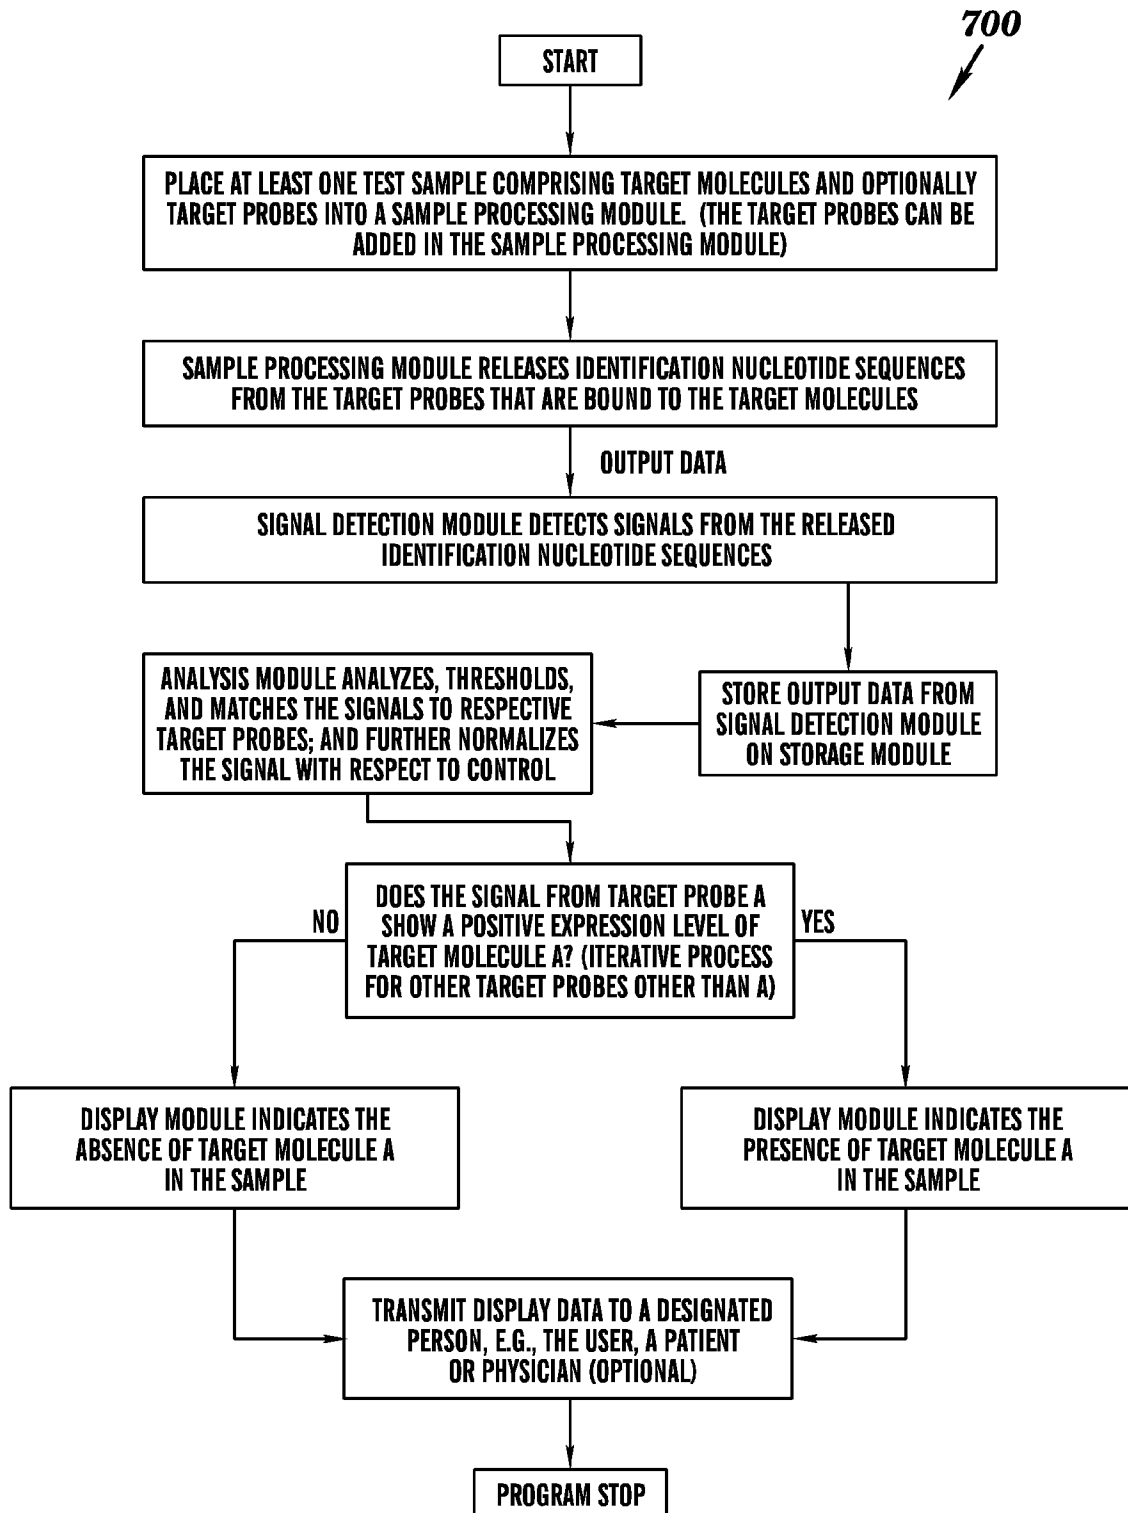 700
START
PLACE AT LEAST ONE TEST SAMPLE COMPRISING TARGET MOLECULES AND OPTIONALLY
TARGET PROBES INTO A SAMPLE PROCESSING MODULE. (THE TARGET PROBES CAN BE
ADDED IN THE SAMPLE PROCESSING MODULE)
SAMPLE PROCESSING MODULE RELEASES IDENTIFICATION NUCLEOTIDE SEQUENCES
FROM THE TARGET PROBES THAT ARE BOUND TO THE TARGET MOLECULES
OUTPUT DATA
SIGNAL DETECTION MODULE DETECTS SIGNALS FROM THE RELEASED
IDENTIFICATION NUCLEOTIDE SEQUENCES
STORE OUTPUT DATA FROM
SIGNAL DETECTION MODULE
ON STORAGE MODULE
ANALYSIS MODULE ANALYZES, THRESHOLDS,
AND MATCHES THE SIGNALS TO RESPECTIVE
TARGET PROBES; AND FURTHER NORMALIZES
THE SIGNAL WITH RESPECT TO CONTROL
DOES THE SIGNAL FROM TARGET PROBE A
SHOW A POSITIVE EXPRESSION LEVEL OF
TARGET MOLECULE A? (ITERATIVE PROCESS
FOR OTHER TARGET PROBES OTHER THAN A)
NO
YES
DISPLAY MODULE INDICATES THE
ABSENCE OF TARGET MOLECULE A
IN THE SAMPLE
DISPLAY MODULE INDICATES THE
PRESENCE OF TARGET MOLECULE A
IN THE SAMPLE
TRANSMIT DISPLAY DATA TO A DESIGNATED
PERSON, E.G., THE USER, A PATIENT
OR PHYSICIAN (OPTIONAL)
PROGRAM STOP